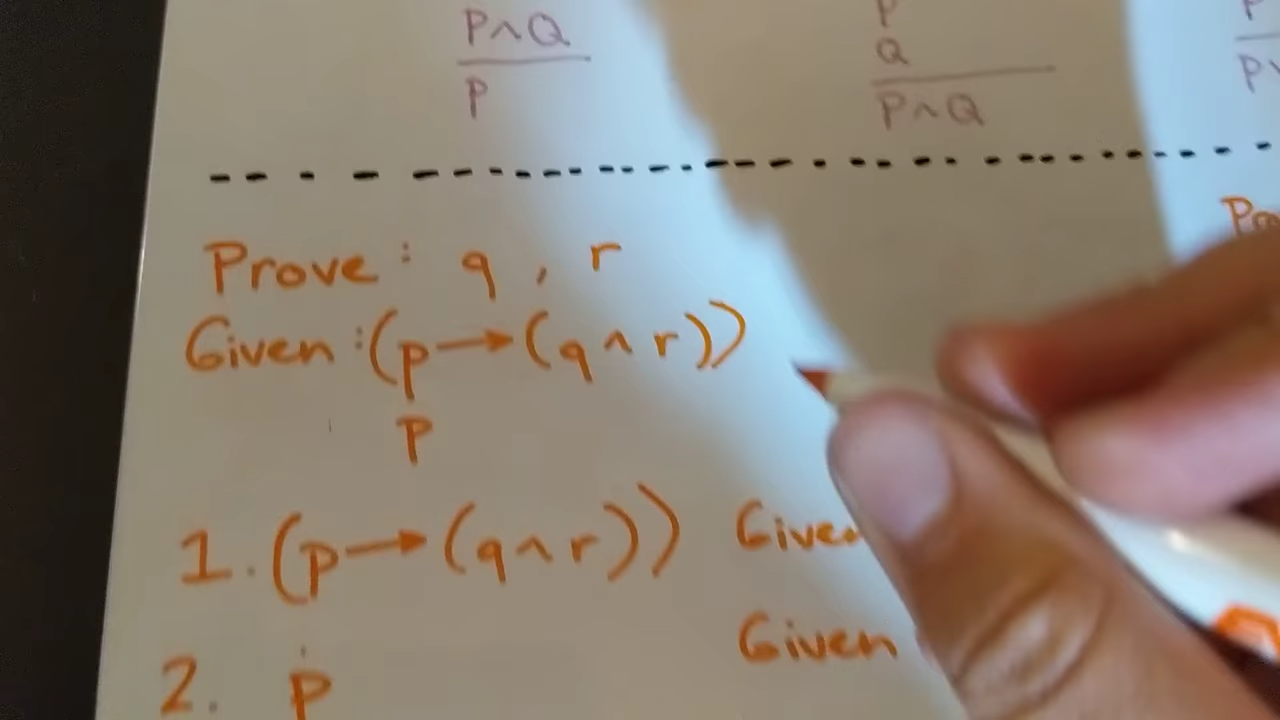 P∧Q
P
P
Q
P∧Q
P
Prove: q, r
Given: (p→(q∧r))
p
1. (p→(q∧r)) Given
2. p Given